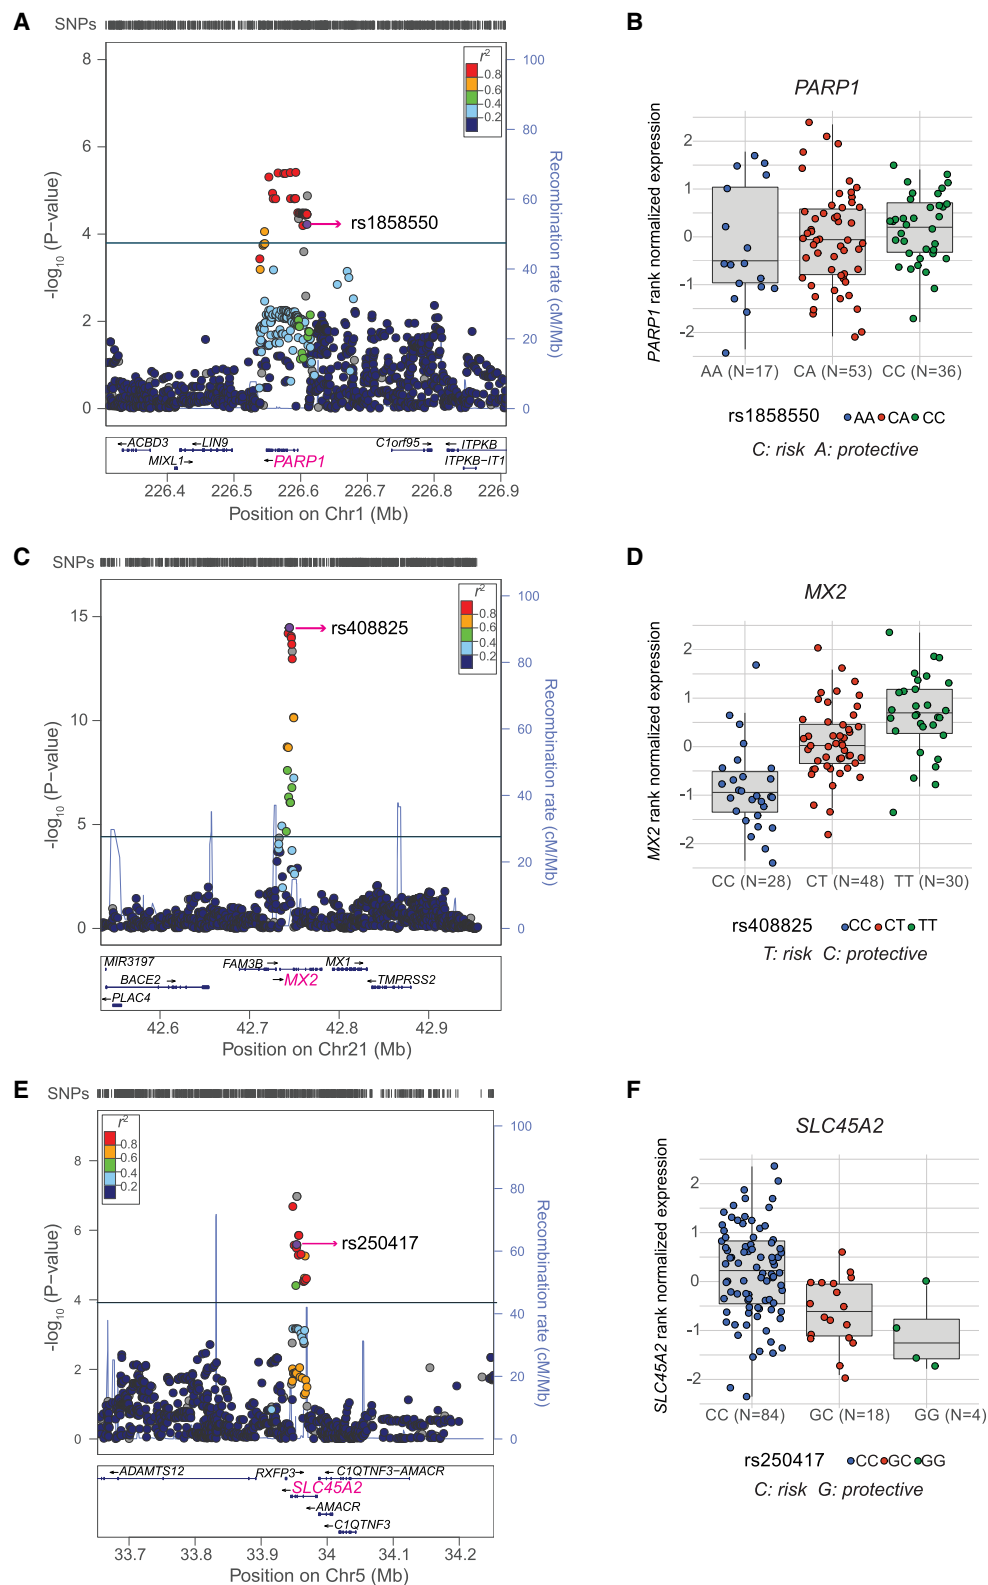 A
SNPs
r²
0.8
0.6
0.4
0.2
8
6
4
2
0
100
80
60
40
20
0
-log10 (P−value)
Recombination rate (cM/Mb)
rs1858550
ACBD3
LIN9
C1orf95
ITPKB
MIXL1
PARP1
ITPKB−IT1
226.4 226.5 226.6 226.7 226.8 226.9
Position on Chr1 (Mb)
B
PARP1
PARP1 rank normalized expression
2
1
0
-1
-2
AA (N=17) CA (N=53) CC (N=36)
rs1858550 AA CA CC
C: risk A: protective
C
SNPs
r²
0.8
0.6
0.4
0.2
15
10
5
0
100
80
60
40
20
0
-log10 (P−value)
Recombination rate (cM/Mb)
rs408825
MIR3197
FAM3B
MX1
BACE2
MX2
TMPRSS2
PLAC4
42.6 42.7 42.8 42.9
Position on Chr21 (Mb)
D
MX2
MX2 rank normalized expression
2
1
0
-1
-2
CC (N=28) CT (N=48) TT (N=30)
rs408825 CC CT TT
T: risk C: protective
E
SNPs
r²
0.8
0.6
0.4
0.2
8
6
4
2
0
100
80
60
40
20
0
-log10 (P−value)
Recombination rate (cM/Mb)
rs250417
ADAMTS12
RXFP3
C1QTNF3−AMACR
SLC45A2
AMACR
C1QTNF3
33.7 33.8 33.9 34 34.1 34.2
Position on Chr5 (Mb)
F
SLC45A2
SLC45A2 rank normalized expression
2
1
0
-1
-2
CC (N=84) GC (N=18) GG (N=4)
rs250417 CC GC GG
C: risk G: protective